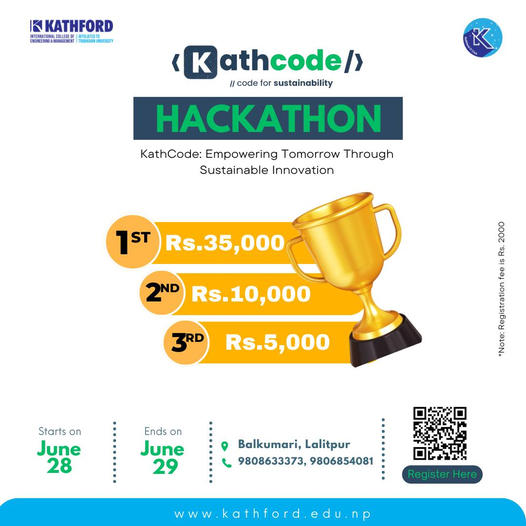 KATHFORD
INTERNATIONAL COLLEGE OF
ENGINEERING & MANAGEMENT
AFFILIATED TO
TRIBHUVAN UNIVERSITY
K
<Kathcode/>
// code for sustainability
HACKATHON
KathCode: Empowering Tomorrow Through
Sustainable Innovation
1ST Rs.35,000
2ND Rs.10,000
3RD Rs.5,000
*Note: Registration fee is Rs. 2000
Starts on
June
28
Ends on
June
29
Balkumari, Lalitpur
9808633373, 9806854081
Register Here
www.kathford.edu.np